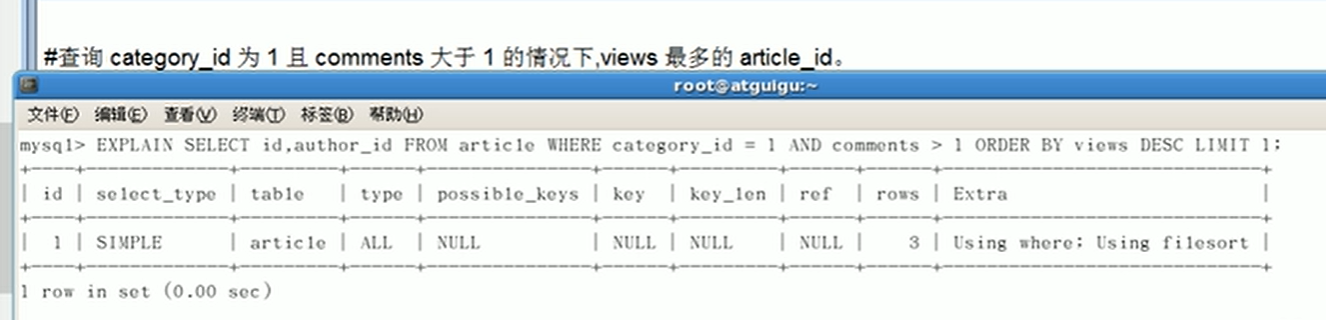 #查询 category_id 为 1 且 comments 大于 1 的情况下,views 最多的 article_id。
root@atguigu:~
文件(F) 编辑(E) 查看(V) 终端(T) 标签(B) 帮助(H)
mysql> EXPLAIN SELECT id,author_id FROM article WHERE category_id = 1 AND comments > 1 ORDER BY views DESC LIMIT 1;
| id | select_type | table | type | possible_keys | key | key_len | ref | rows | Extra |
| 1 | SIMPLE | article | ALL | NULL | NULL | NULL | NULL | 3 | Using where; Using filesort |
1 row in set (0.00 sec)